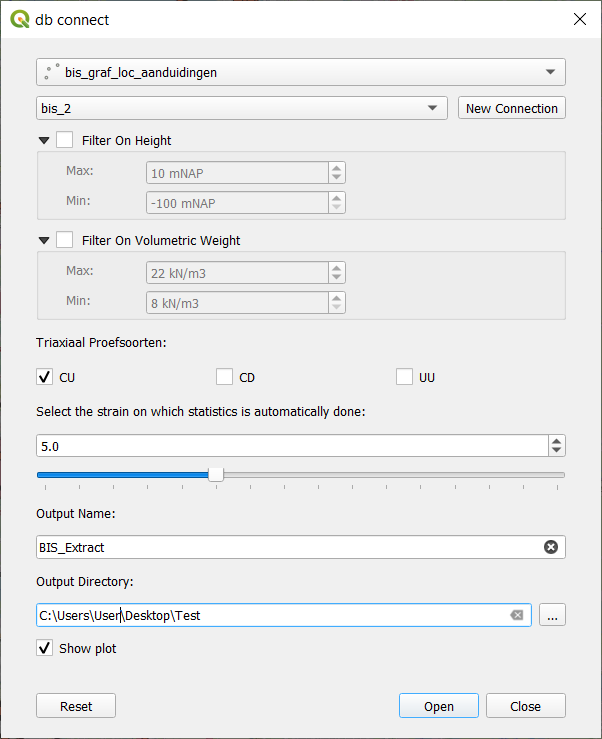 db connect
bis_graf_loc_aanduidingen
bis_2
New Connection
Filter On Height
Max:
10 mNAP
Min:
-100 mNAP
Filter On Volumetric Weight
Max:
22 kN/m3
Min:
8 kN/m3
Triaxiaal Proefsoorten:
CU CD UU
Select the strain on which statistics is automatically done:
5.0
Output Name:
BIS_Extract
Output Directory:
C:\Users\User\Desktop\Test
...
Show plot
Reset Open Close